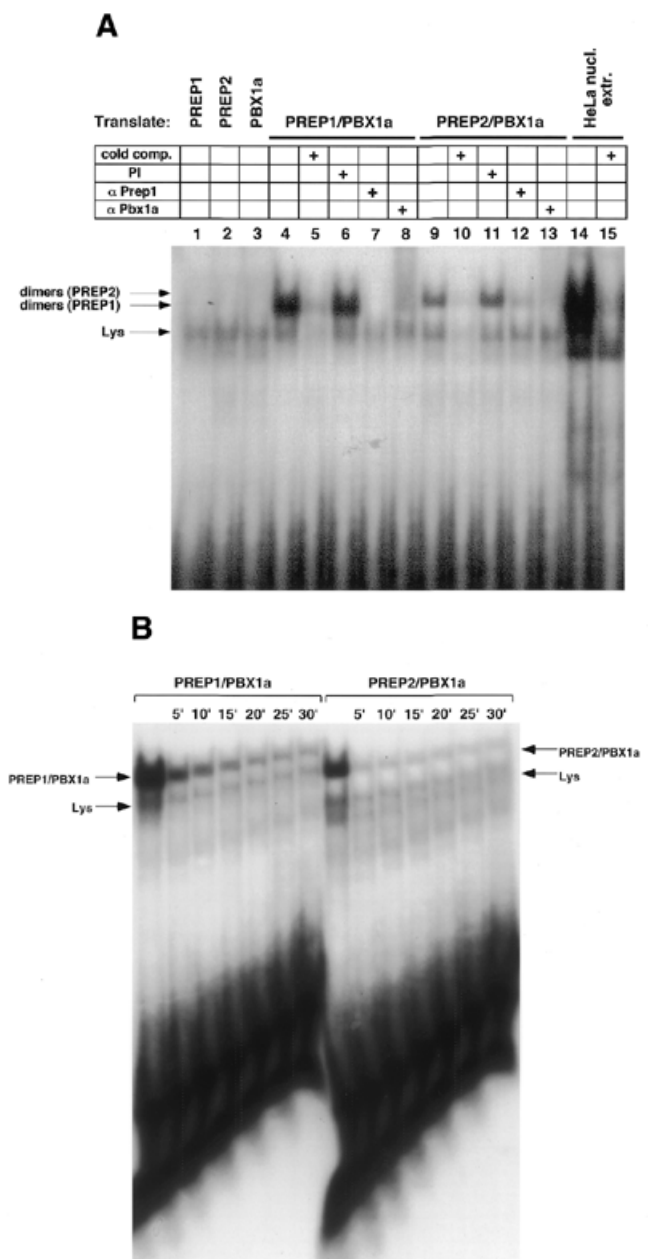 A
Translate: PREP1 PREP2 PBX1a PREP1/PBX1a PREP2/PBX1a HeLa nucl. extr.
cold comp. + + +
PI + +
α Prep1 + +
α Pbx1a + +
1 2 3 4 5 6 7 8 9 10 11 12 13 14 15
dimers (PREP2)
dimers (PREP1)
Lys
B
PREP1/PBX1a PREP2/PBX1a
5' 10' 15' 20' 25' 30' 5' 10' 15' 20' 25' 30'
PREP2/PBX1a
PREP1/PBX1a Lys
Lys